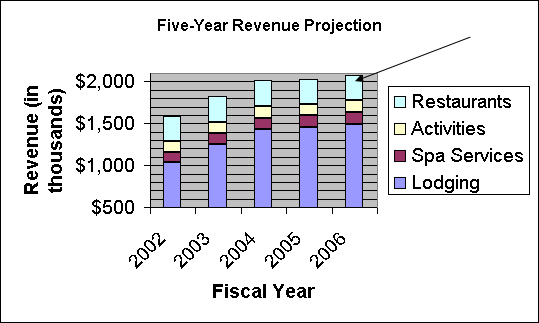 Five-Year Revenue Projection
Revenue (in
thousands)
$2,000
$1,500
$1,000
$500
2002
2003
2004
2005
2006
Fiscal Year
Restaurants
Activities
Spa Services
Lodging